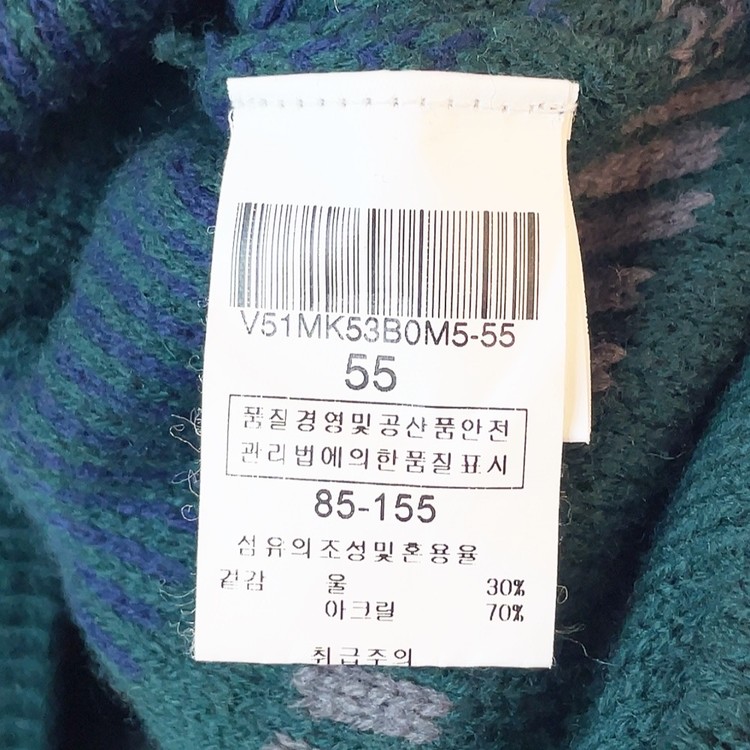 V51MK53B0M5-55
55
품질경영및공산품안전
관리법에의한품질표시
85-155
섬유의조성및혼용율
겉감 울 30%
아크릴 70%
취급주의